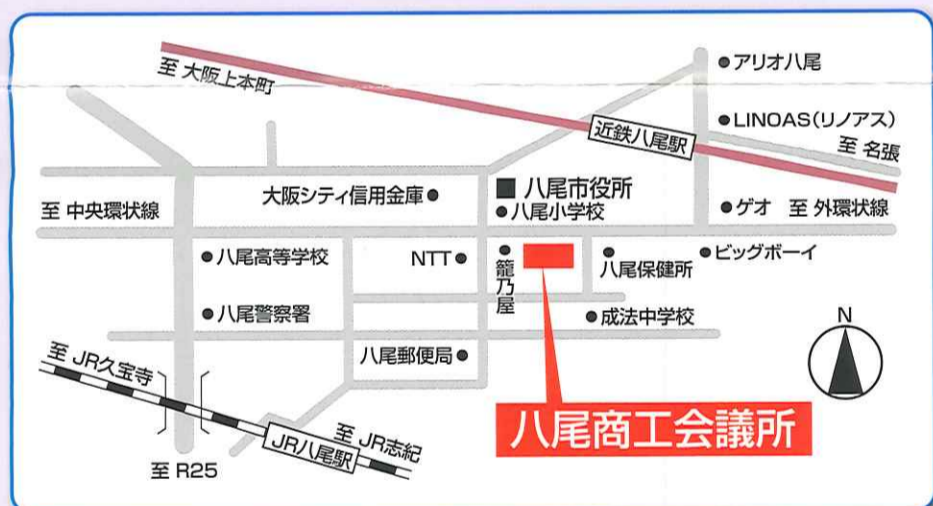 至 大阪上本町
●アリオ八尾
●LINOAS(リノアス)
近鉄八尾駅
至 名張
大阪シティ信用金庫●
■ 八尾市役所
●八尾小学校
至 中央環状線
●ゲオ
至 外環状線
●八尾高等学校
NTT●
●籠乃屋
●八尾保健所
●ビッグボーイ
●八尾警察署
●成法中学校
八尾郵便局●
N
至 JR久宝寺
八尾商工会議所
JR八尾駅
至 JR志紀
至 R25